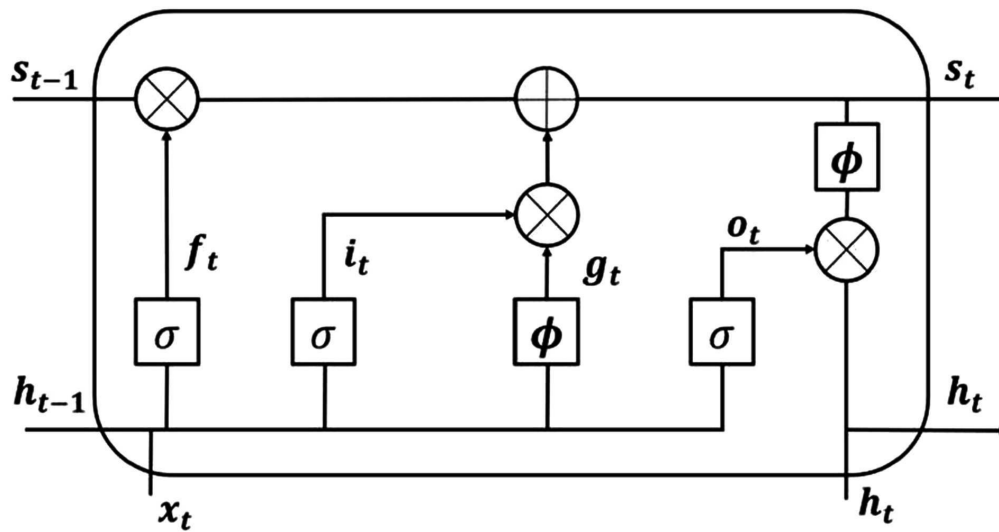 s_{t-1} s_t
ϕ
o_t
f_t i_t g_t
σ σ ϕ σ
h_{t-1} h_t
x_t h_t